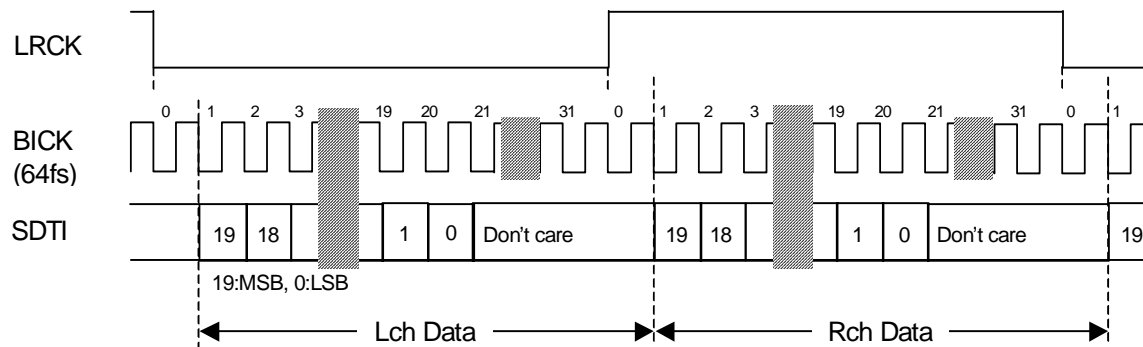 LRCK
0 1 2 3 19 20 21 31 0 1 2 3 19 20 21 31 0 1
BICK
(64fs)
SDTI 19 18 1 0 Don't care 19 18 1 0 Don't care 19
19:MSB, 0:LSB
Lch Data Rch Data